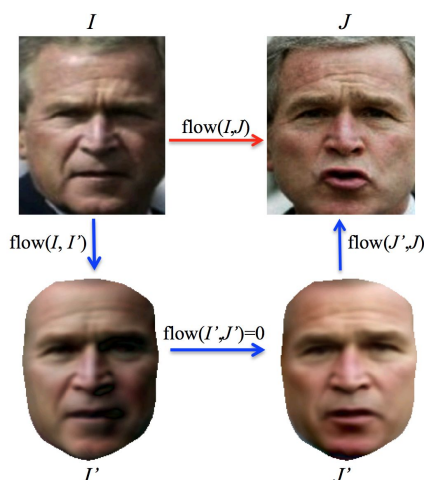 I J
flow(I,J)
flow(I, I’) flow(J’,J)
flow(I’,J’)=0
I’ J’